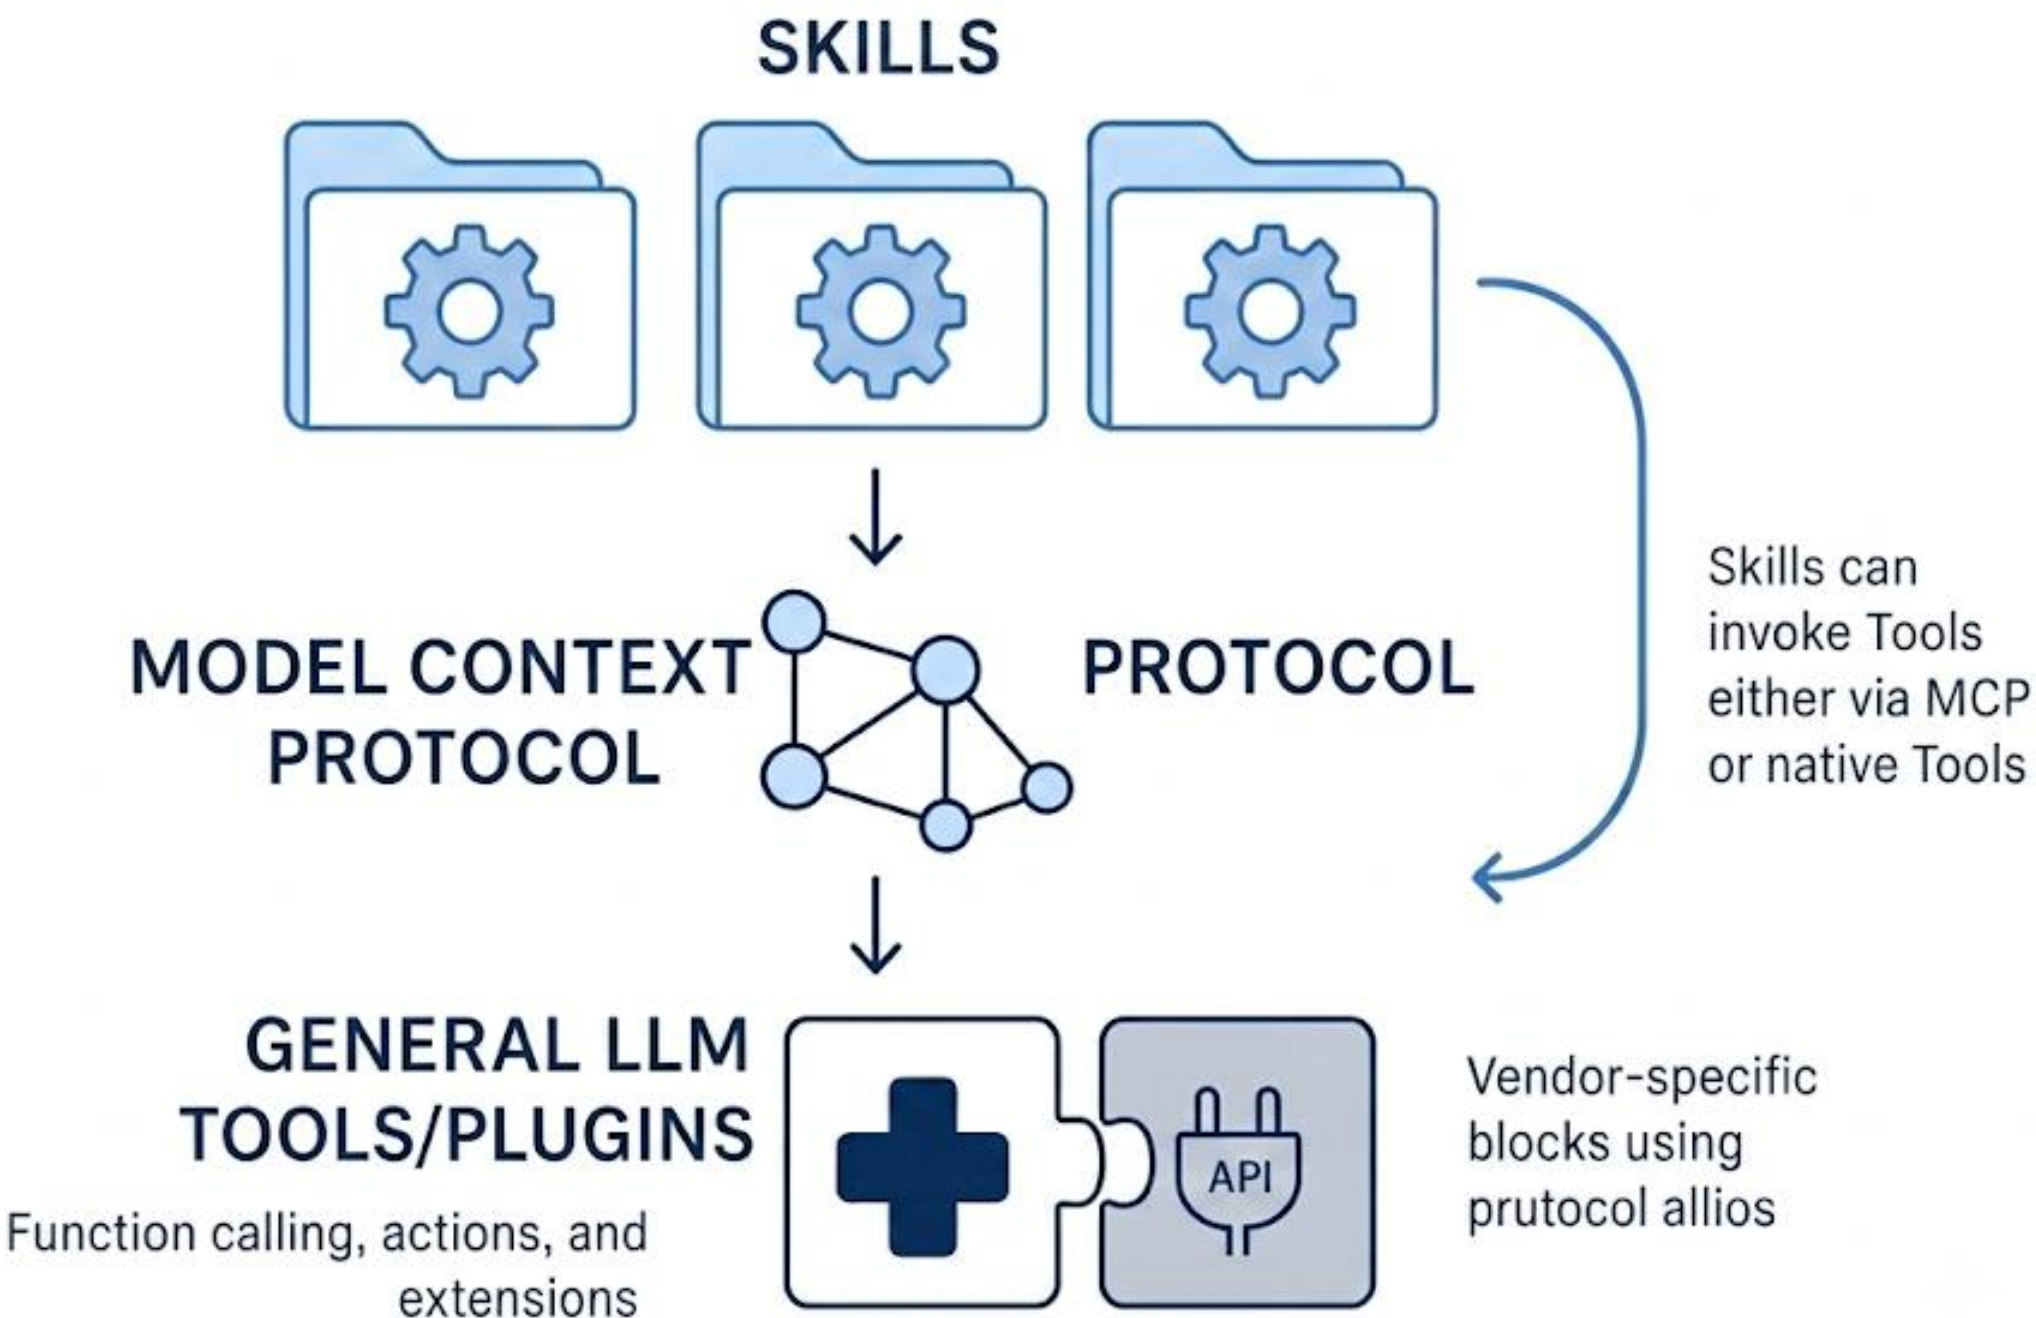 SKILLS
MODEL CONTEXT
PROTOCOL
PROTOCOL
Skills can
invoke Tools
either via MCP
or native Tools
GENERAL LLM
TOOLS/PLUGINS
Function calling, actions, and
extensions
API
Vendor-specific
blocks using
prutocol allios